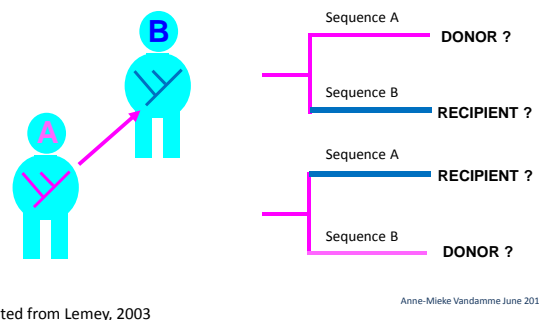 B
A
Sequence A
DONOR ?
Sequence B
RECIPIENT ?
Sequence A
RECIPIENT ?
Sequence B
DONOR ?
Anne-Mieke Vandamme June 201
ted from Lemey, 2003